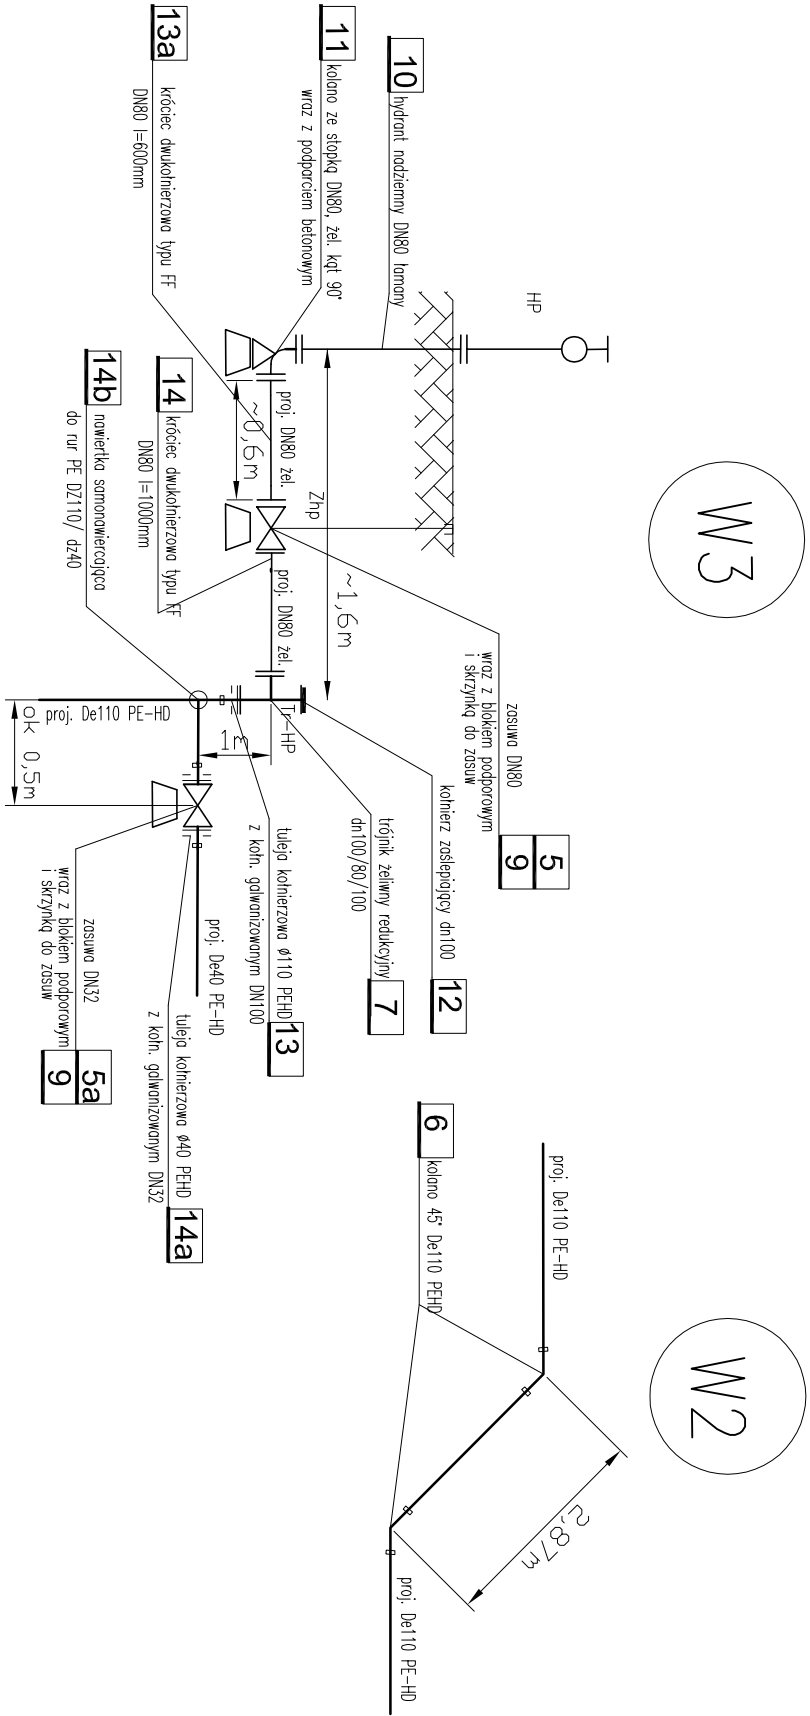 W3
HP
10
hydrant nadziemny DN80 łamany
11
kolano ze stopką DN80, żel. kąt 90°
wraz z podparciem betonowym
13a
króciec dwukołnierzowa typu FF
DN80 l=600mm
proj. DN80 żel.
~0,6m
Zhp
~1,6m
14
króciec dwukołnierzowa typu FF
DN80 l=1000mm
14b
nawiertka samonawiercająca
do rur PE DZ110/ dz40
proj. DN80 żel.
Tr-HP
1m
proj. De110 PE-HD
ok 0,5m
zasuwa DN80
wraz z blokiem podporowym
i skrzynką do zasuw
5
9
kołnierz zaślepiający dn100
12
trójnik żeliwny redukcyjny
dn100/80/100
7
tuleja kołnierzowa ø110 PEHD
z kołn. galwanizowanym DN100
13
proj. De40 PE-HD
tuleja kołnierzowa ø40 PEHD
z kołn. galwanizowanym DN32
14a
zasuwa DN32
wraz z blokiem podporowym
i skrzynką do zasuw
5a
9
W2
proj. De110 PE-HD
6
kolano 45° De110 PEHD
2,87m
proj. De110 PE-HD